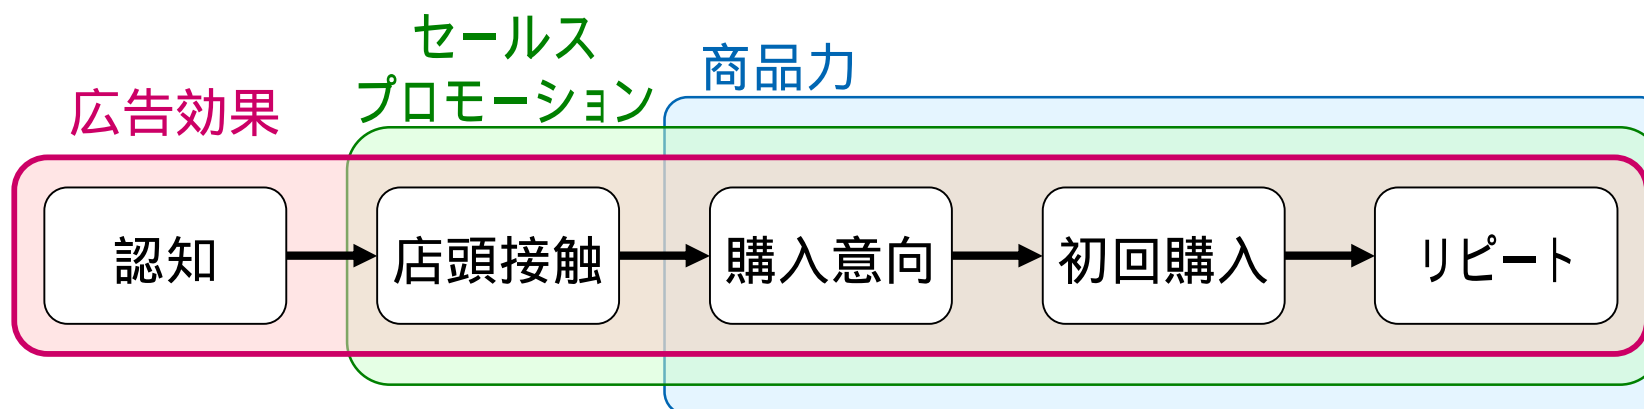 セールス
プロモーション
商品力
広告効果
認知
店頭接触
購入意向
初回購入
リピート